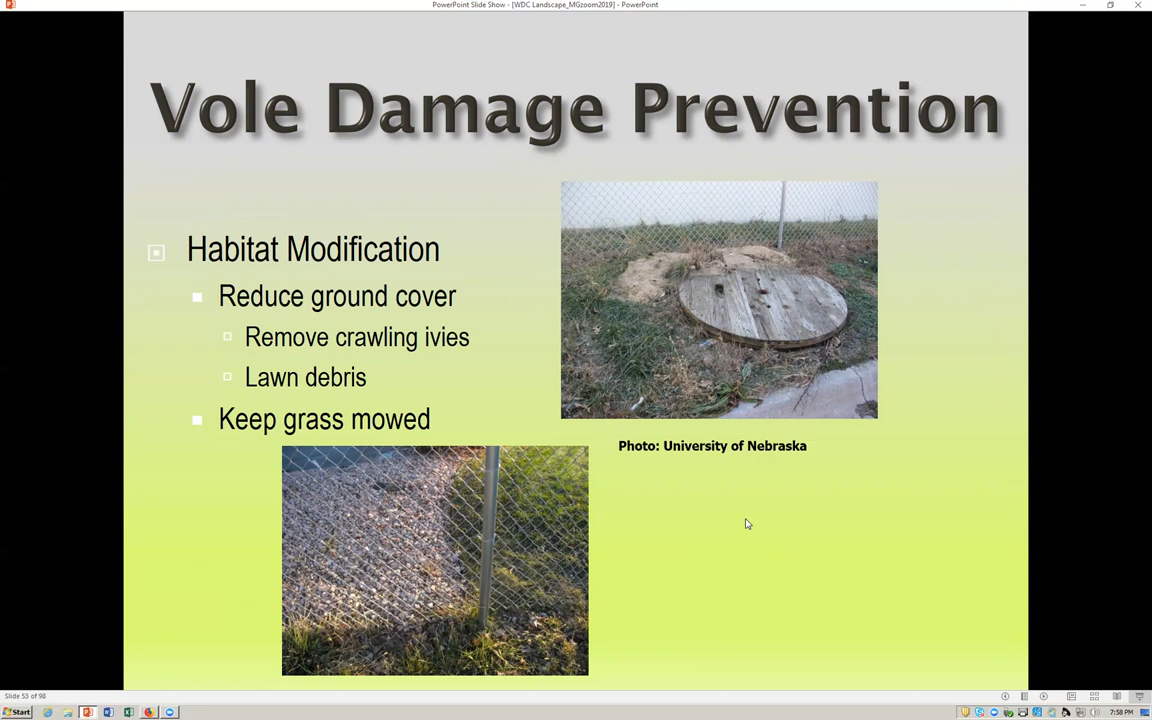 PowerPoint Slide Show - [WDC Landscape_MGzoom2019] - PowerPoint
Vole Damage Prevention
Habitat Modification
Reduce ground cover
Remove crawling ivies
Lawn debris
Keep grass mowed
Photo: University of Nebraska
Slide 53 of 98
Start
7:58 PM